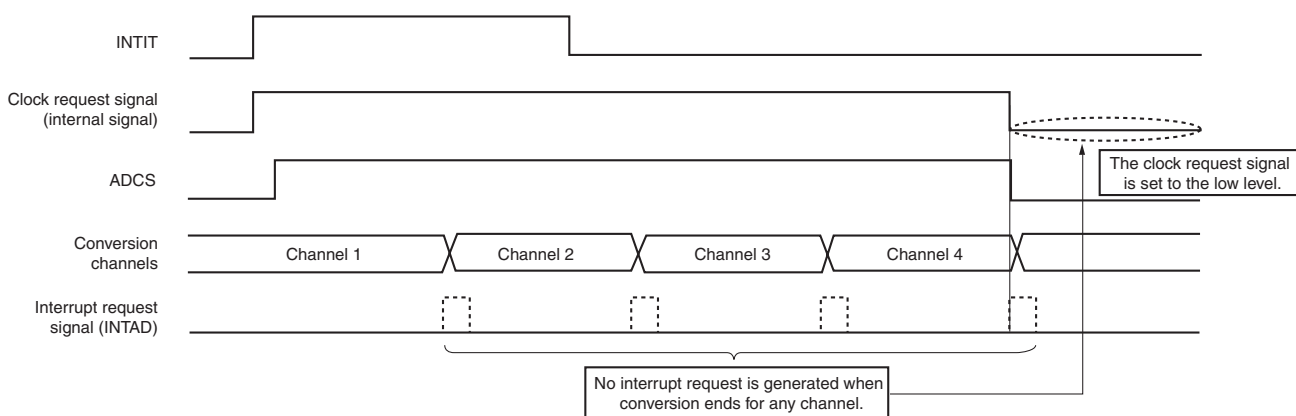 INTIT
Clock request signal
(internal signal)
The clock request signal
is set to the low level.
ADCS
Conversion
channels
Channel 1
Channel 2
Channel 3
Channel 4
Interrupt request
signal (INTAD)
No interrupt request is generated when
conversion ends for any channel.